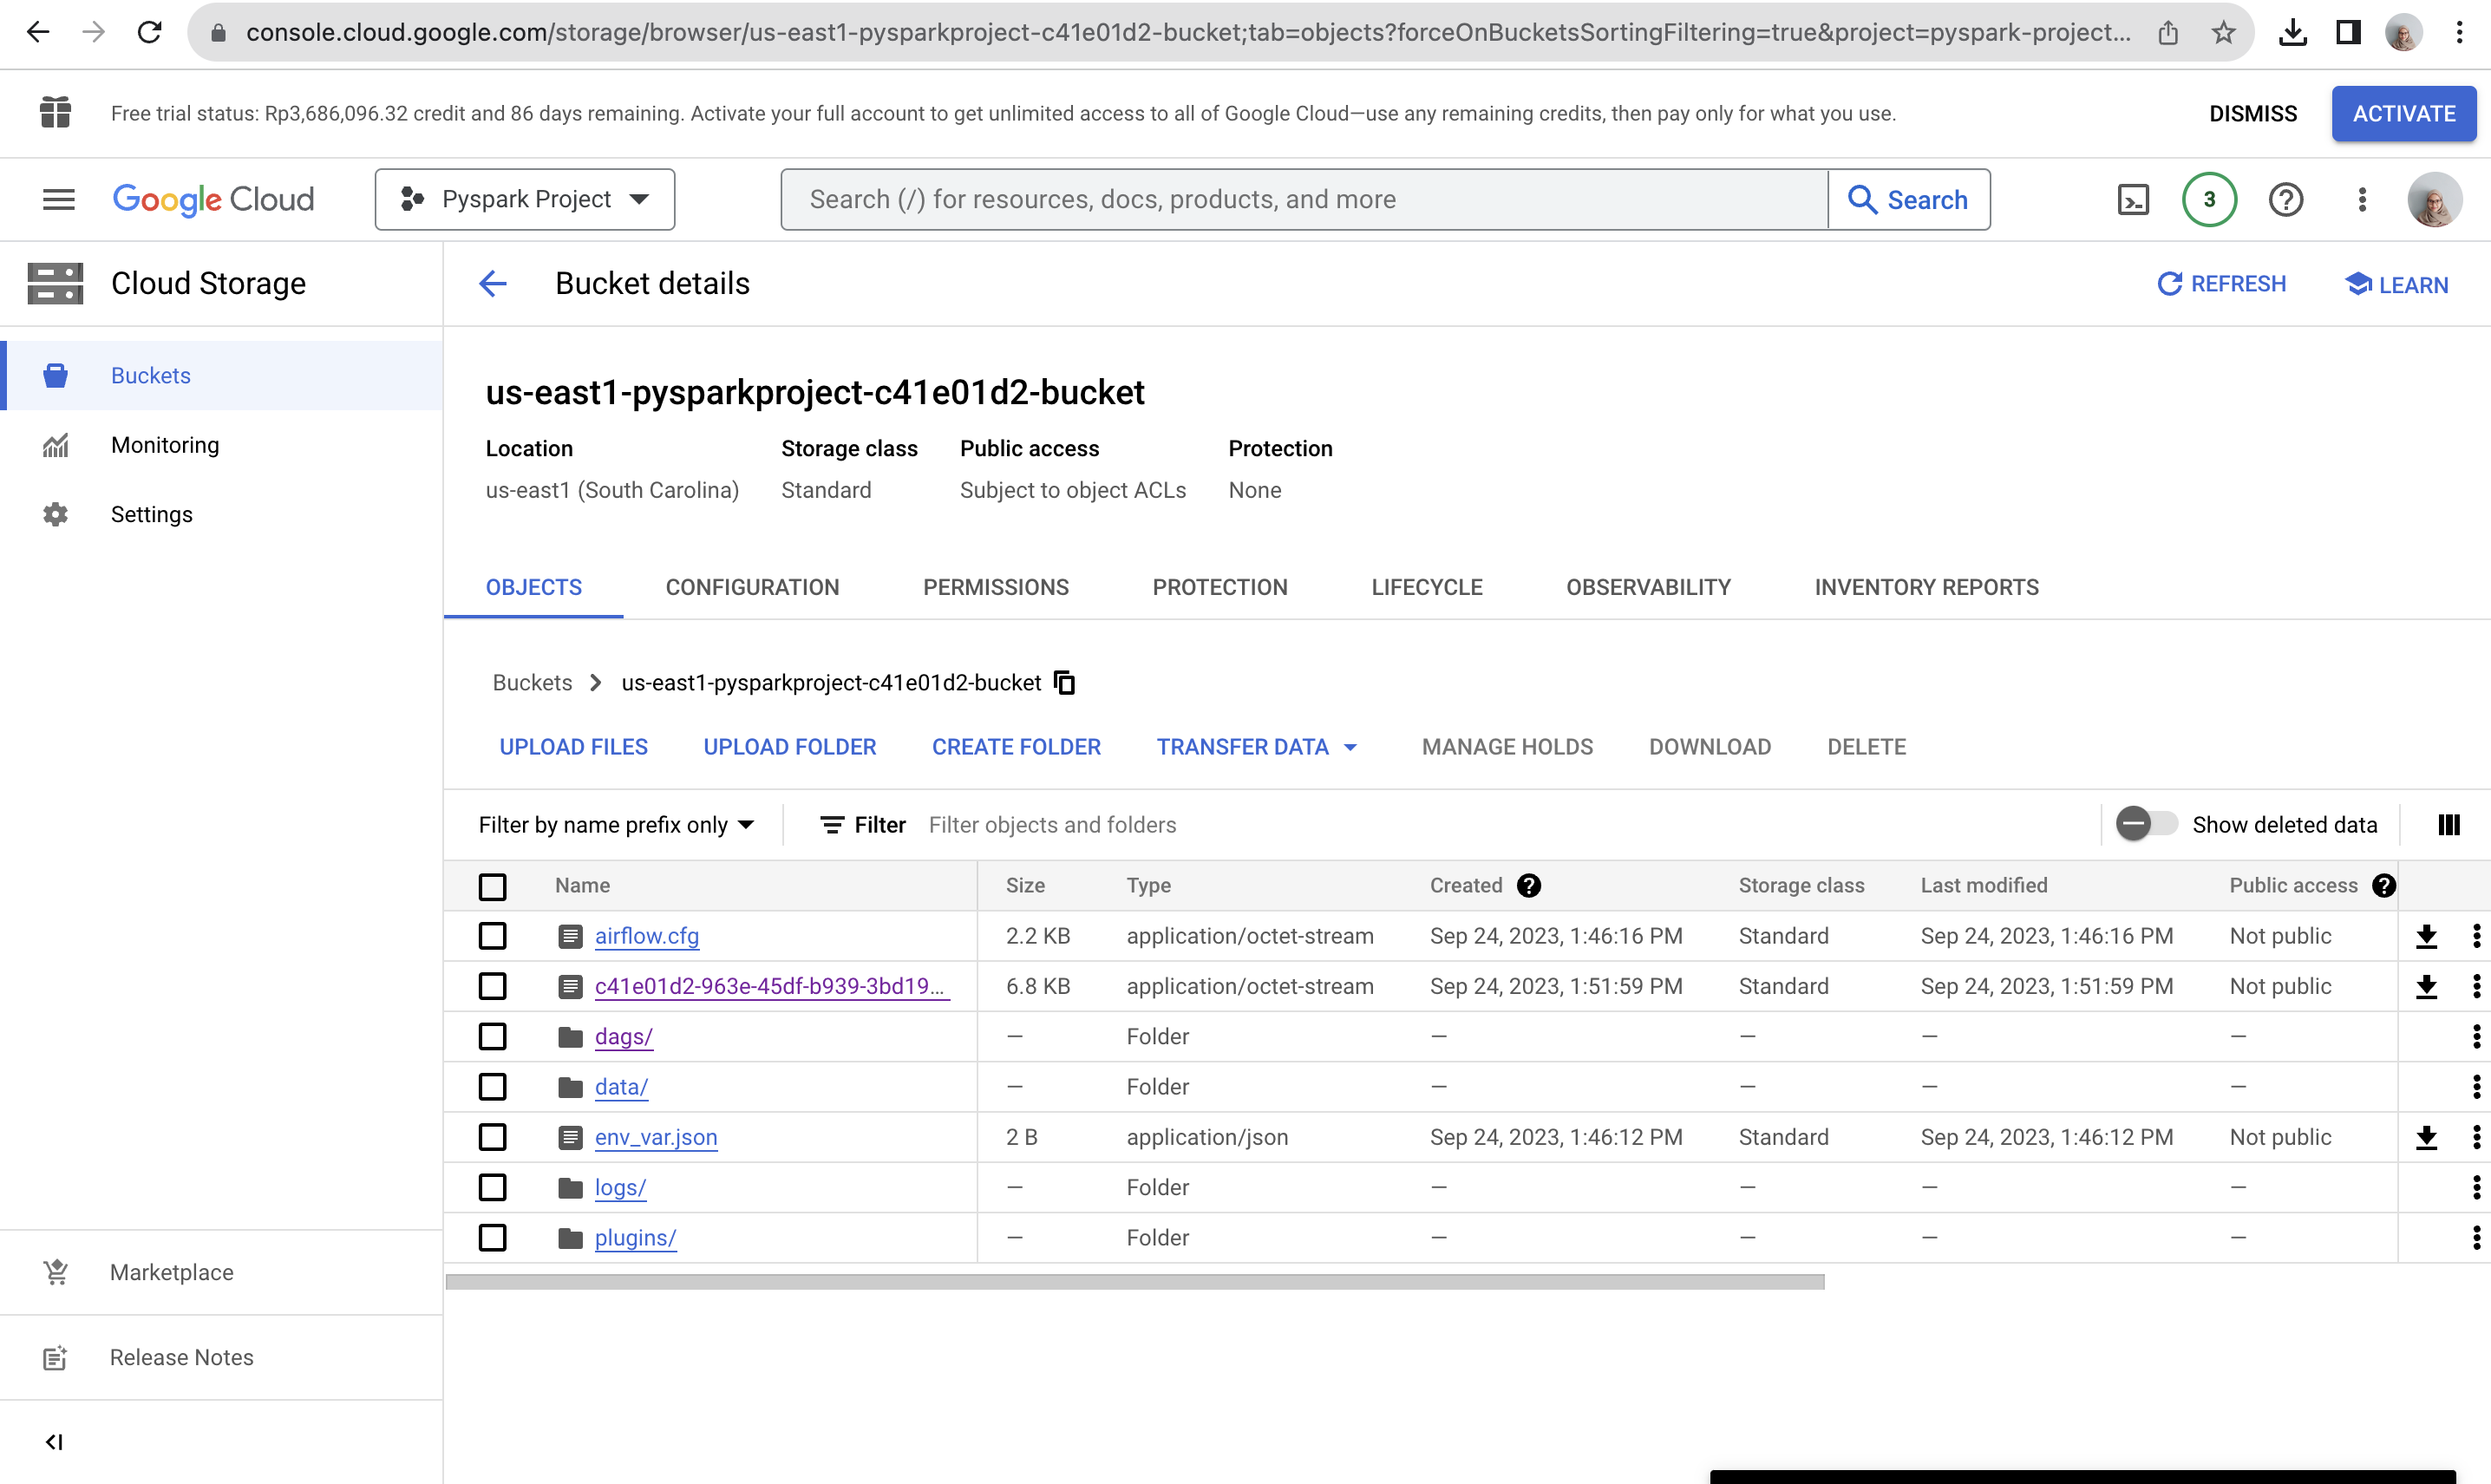 console.cloud.google.com/storage/browser/us-east1-pysparkproject-c41e01d2-bucket;tab=objects?forceOnBucketsSortingFiltering=true&project=pyspark-project...
Free trial status: Rp3,686,096.32 credit and 86 days remaining. Activate your full account to get unlimited access to all of Google Cloud—use any remaining credits, then pay only for what you use.
DISMISS
ACTIVATE
Google Cloud
Pyspark Project
Search (/) for resources, docs, products, and more
Search
3
Cloud Storage
Bucket details
REFRESH
LEARN
Buckets
Monitoring
Settings
Marketplace
Release Notes
us-east1-pysparkproject-c41e01d2-bucket
Location Storage class Public access Protection
us-east1 (South Carolina) Standard Subject to object ACLs None
OBJECTS CONFIGURATION PERMISSIONS PROTECTION LIFECYCLE OBSERVABILITY INVENTORY REPORTS
Buckets > us-east1-pysparkproject-c41e01d2-bucket
UPLOAD FILES UPLOAD FOLDER CREATE FOLDER TRANSFER DATA MANAGE HOLDS DOWNLOAD DELETE
Filter by name prefix only Filter Filter objects and folders Show deleted data
Name Size Type Created Storage class Last modified Public access
airflow.cfg 2.2 KB application/octet-stream Sep 24, 2023, 1:46:16 PM Standard Sep 24, 2023, 1:46:16 PM Not public
c41e01d2-963e-45df-b939-3bd19... 6.8 KB application/octet-stream Sep 24, 2023, 1:51:59 PM Standard Sep 24, 2023, 1:51:59 PM Not public
dags/ — Folder — — — —
data/ — Folder — — — —
env_var.json 2 B application/json Sep 24, 2023, 1:46:12 PM Standard Sep 24, 2023, 1:46:12 PM Not public
logs/ — Folder — — — —
plugins/ — Folder — — — —